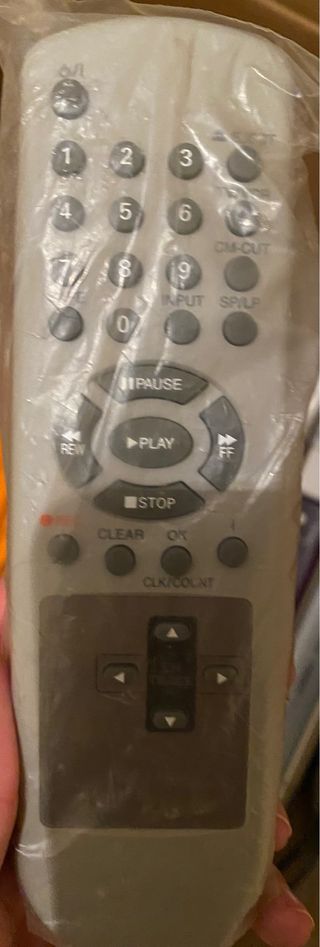 1 2 3
4 5 6
CM-CUT
7 8 9
INPUT SP/LP
0
PAUSE
REW PLAY FF
STOP
CLEAR OK
CLK/COUNT